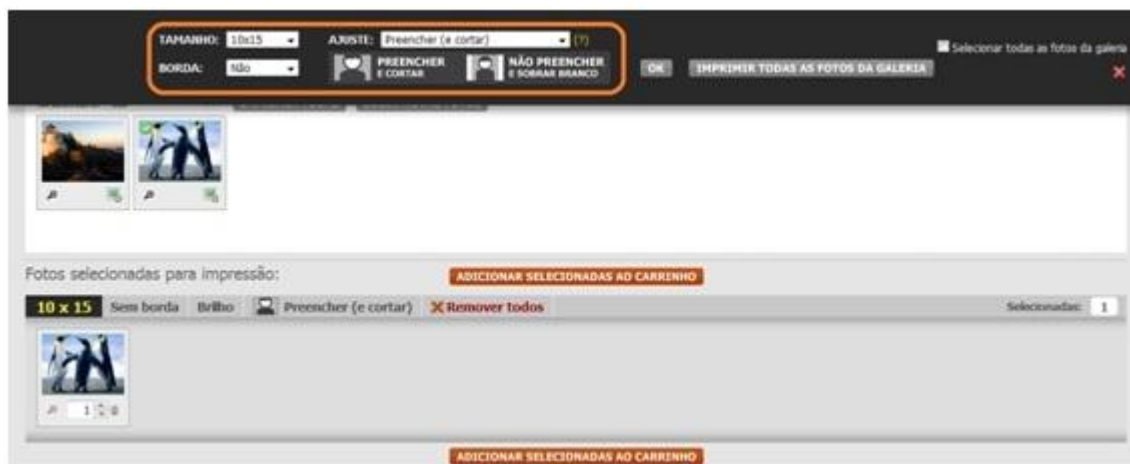 TAMANHO: 10x15 AJUSTE: Preencher (e cortar) (?)
Selecionar todas as fotos da galeria
BORDA: Não PREENCHER E CORTAR NÃO PREENCHER E SOBRAR BRANCO OK IMPRIMIR TODAS AS FOTOS DA GALERIA
Fotos selecionadas para impressão: ADICIONAR SELECIONADAS AO CARRINHO
10 x 15 Sem borda Brilho Preencher (e cortar) Remover todos Selecionadas: 1
1
ADICIONAR SELECIONADAS AO CARRINHO